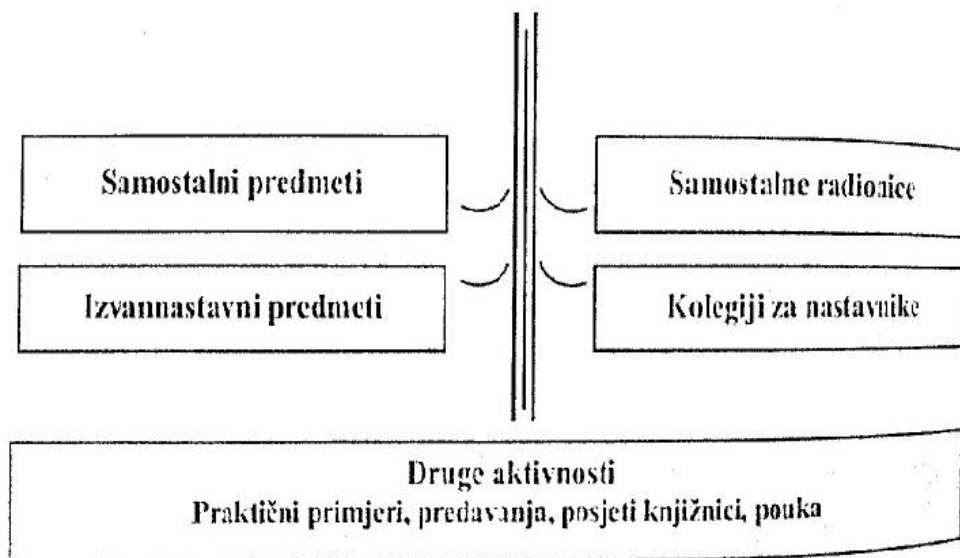 Samostalni predmeti
Samostalne radionice
Izvannastavni predmeti
Kolegiji za nastavnike
Druge aktivnosti
Praktični primjeri, predavanja, posjeti knjižnici, pouka